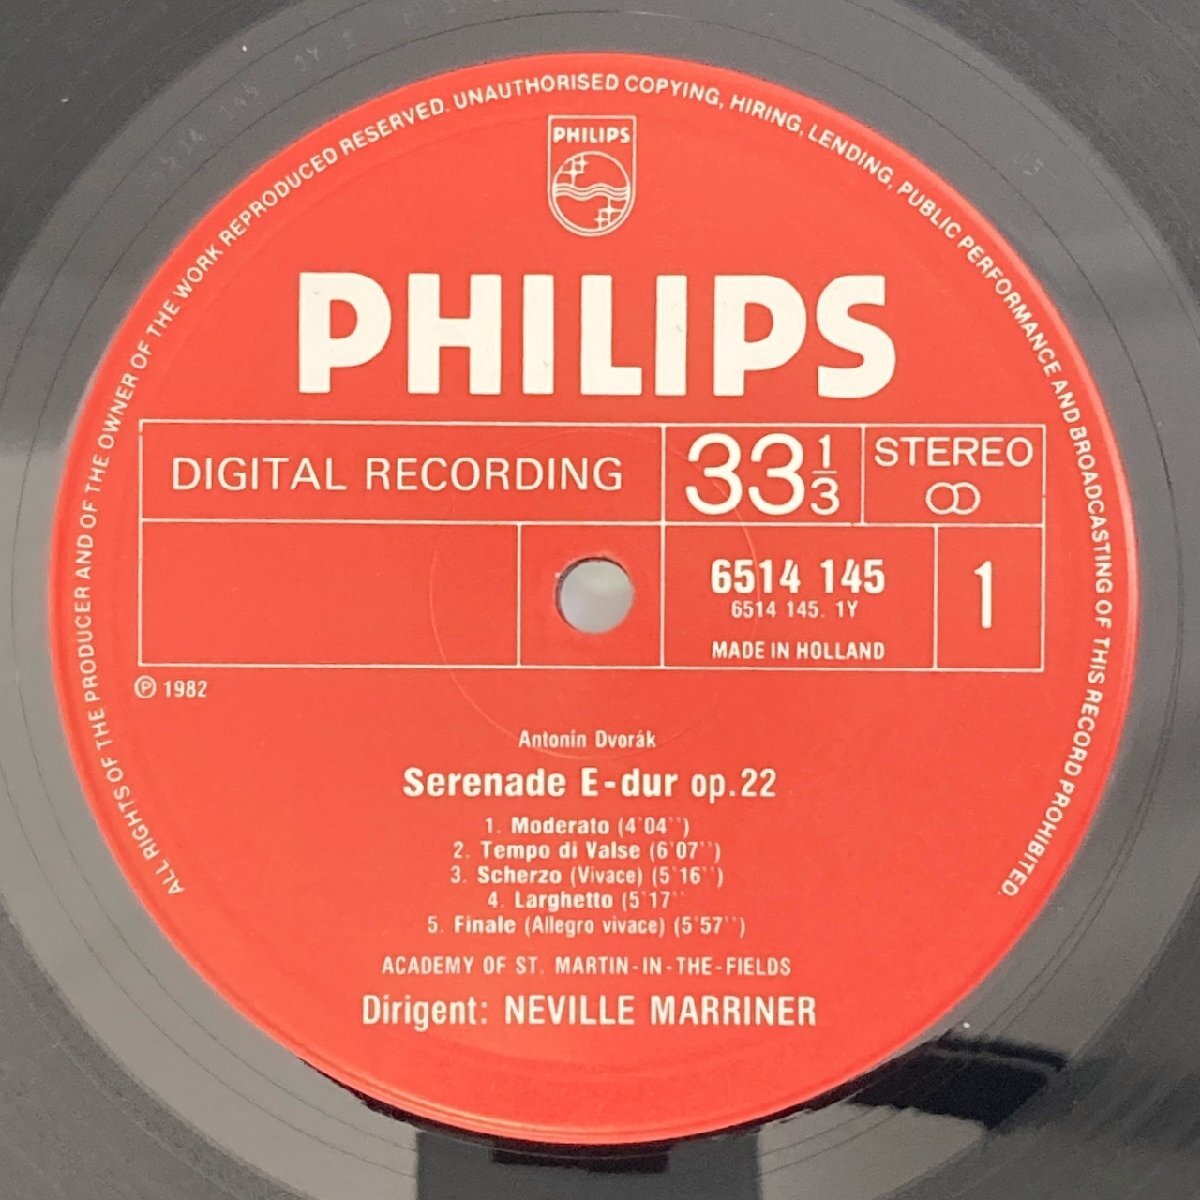 ALL RIGHTS OF THE PRODUCER AND OF THE OWNER OF THE WORK REPRODUCED RESERVED. UNAUTHORISED COPYING, HIRING, LENDING, PUBLIC PERFORMANCE AND BROADCASTING OF THIS RECORD PROHIBITED.
PHILIPS
PHILIPS
DIGITAL RECORDING
33 1/3
STEREO
6514 145
6514 145. 1Y
MADE IN HOLLAND
1
Ⓟ 1982
Antonin Dvorák
Serenade E-dur op.22
1. Moderato (4'04'')
2. Tempo di Valse (6'07'')
3. Scherzo (Vivace) (5'16'')
4. Larghetto (5'17''
5. Finale (Allegro vivace) (5'57'')
ACADEMY OF ST. MARTIN-IN-THE-FIELDS
Dirigent: NEVILLE MARRINER